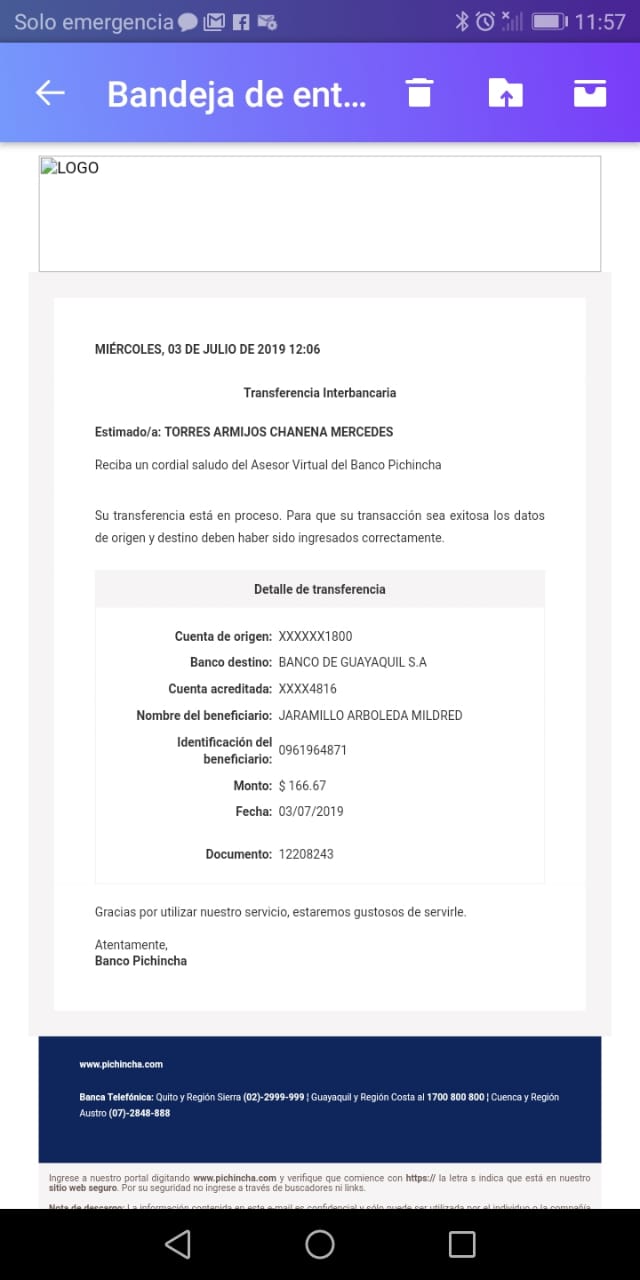 Solo emergencia 11:57
Bandeja de ent...
LOGO
MIÉRCOLES, 03 DE JULIO DE 2019 12:06
Transferencia Interbancaria
Estimado/a: TORRES ARMIJOS CHANENA MERCEDES
Reciba un cordial saludo del Asesor Virtual del Banco Pichincha
Su transferencia está en proceso. Para que su transacción sea exitosa los datos
de origen y destino deben haber sido ingresados correctamente.
Detalle de transferencia
Cuenta de origen: XXXXXX1800
Banco destino: BANCO DE GUAYAQUIL S.A
Cuenta acreditada: XXXX4816
Nombre del beneficiario: JARAMILLO ARBOLEDA MILDRED
Identificación del
beneficiario: 0961964871
Monto: $ 166.67
Fecha: 03/07/2019
Documento: 12208243
Gracias por utilizar nuestro servicio, estaremos gustosos de servirle.
Atentamente,
Banco Pichincha
www.pichincha.com
Banca Telefónica: Quito y Región Sierra (02)-2999-999 ¦ Guayaquil y Región Costa al 1700 800 800 ¦ Cuenca y Región
Austro (07)-2848-888
Ingrese a nuestro portal digitando www.pichincha.com y verifique que comience con https:// la letra s indica que está en nuestro
sitio web seguro. Por su seguridad no ingrese a través de buscadores ni links.
Nota de descargo: La información contenida en este e-mail es confidencial y sólo puede ser utilizada por el individuo o la compañía